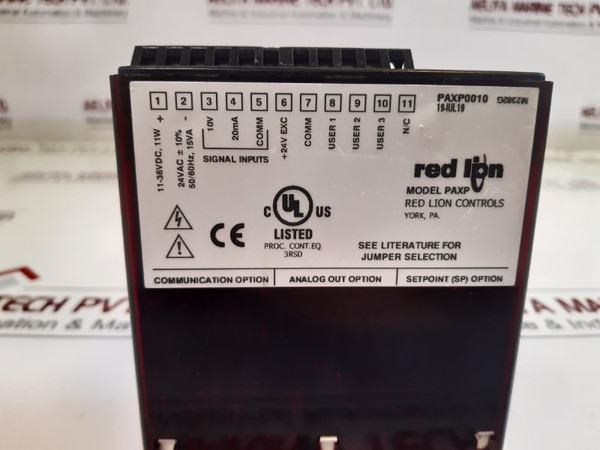 1 2 3 4 5 6 7 8 9 10 11
+
-
11-36VDC, 11W
24VAC ± 10%
50/60Hz, 15VA
10V
20mA
COMM
+24V EXC
COMM
USER 1
USER 2
USER 3
N/C
SIGNAL INPUTS
PAXP0010
19JUL19
M2382G
red lion
MODEL PAXP
RED LION CONTROLS
YORK, PA.
C UL US
LISTED
PROC. CONT.EQ.
3RSD
CE
SEE LITERATURE FOR
JUMPER SELECTION
COMMUNICATION OPTION
ANALOG OUT OPTION
SETPOINT (SP) OPTION